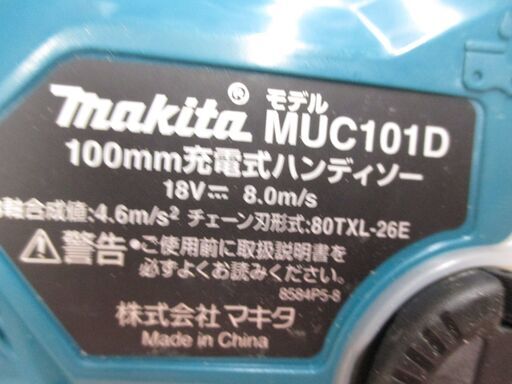 makita® モデル MUC101D
100mm充電式ハンディソー
18V⎓ 8.0m/s
軸合成値:4.6m/s² チェーン刃形式:80TXL-26E
⚠警告 •ご使用前に取扱説明書を
必ずよくお読みください。
8584P5-8
株式会社 マキタ
Made in China